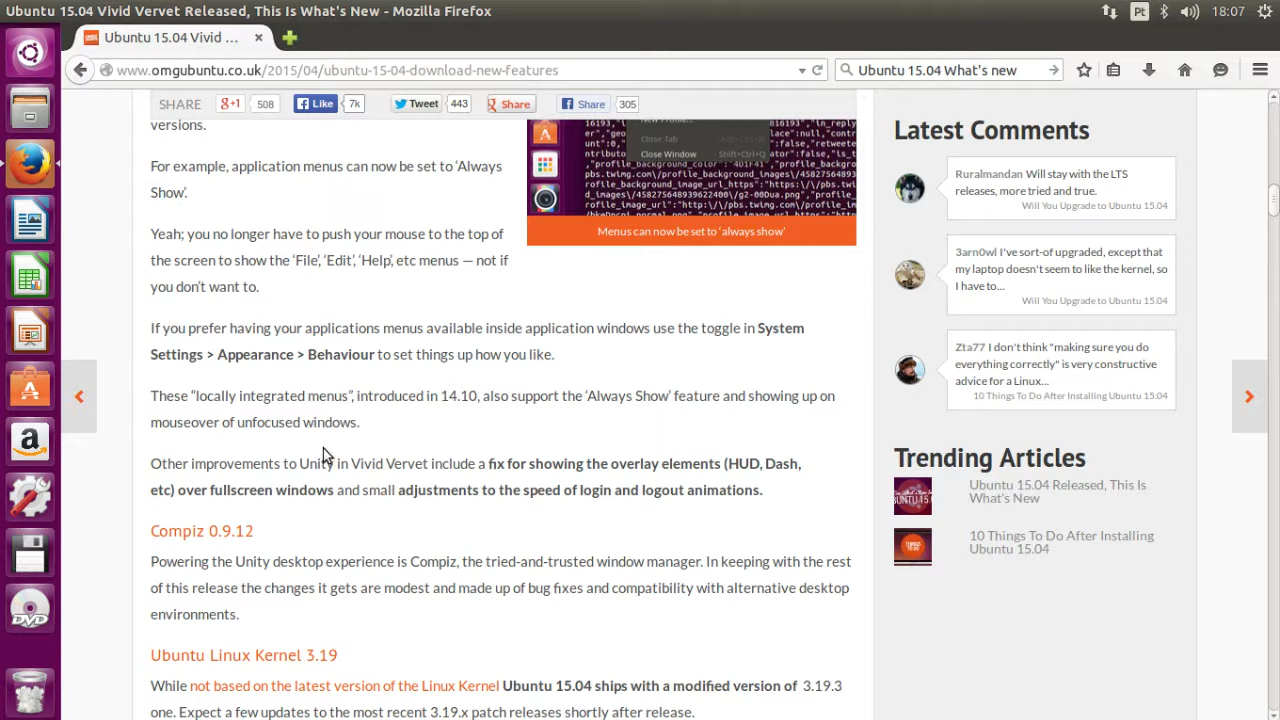 Ubuntu 15.04 Vivid Vervet Released, This Is What's New - Mozilla Firefox
Pt
18:07
Ubuntu 15.04 Vivid ...
www.omgubuntu.co.uk/2015/04/ubuntu-15-04-download-new-features
Ubuntu 15.04 What's new
SHARE
+1
508
Like
7k
Tweet
443
Share
Share
305
versions.
For example, application menus can now be set to ‘Always
Show’.
Yeah; you no longer have to push your mouse to the top of
the screen to show the ‘File’, ‘Edit’, ‘Help’, etc menus — not if
you don’t want to.
Close Tab
Close Window Shift+Ctrl+Q
Menus can now be set to ‘always show’
If you prefer having your applications menus available inside application windows use the toggle in System
Settings > Appearance > Behaviour to set things up how you like.
These “locally integrated menus”, introduced in 14.10, also support the ‘Always Show’ feature and showing up on
mouseover of unfocused windows.
Other improvements to Unity in Vivid Vervet include a fix for showing the overlay elements (HUD, Dash,
etc) over fullscreen windows and small adjustments to the speed of login and logout animations.
Compiz 0.9.12
Powering the Unity desktop experience is Compiz, the tried-and-trusted window manager. In keeping with the rest
of this release the changes it gets are modest and made up of bug fixes and compatibility with alternative desktop
environments.
Ubuntu Linux Kernel 3.19
While not based on the latest version of the Linux Kernel Ubuntu 15.04 ships with a modified version of 3.19.3
one. Expect a few updates to the most recent 3.19.x patch releases shortly after release.
Latest Comments
Ruralmandan Will stay with the LTS
releases, more tried and true.
Will You Upgrade to Ubuntu 15.04
3arn0wl I've sort-of upgraded, except that
my laptop doesn't seem to like the kernel, so
I have to...
Will You Upgrade to Ubuntu 15.04
Zta77 I don't think "making sure you do
everything correctly" is very constructive
advice for a Linux...
10 Things To Do After Installing Ubuntu 15.04
Trending Articles
Ubuntu 15.04 Released, This Is
What's New
10 Things To Do After Installing
Ubuntu 15.04
DVD